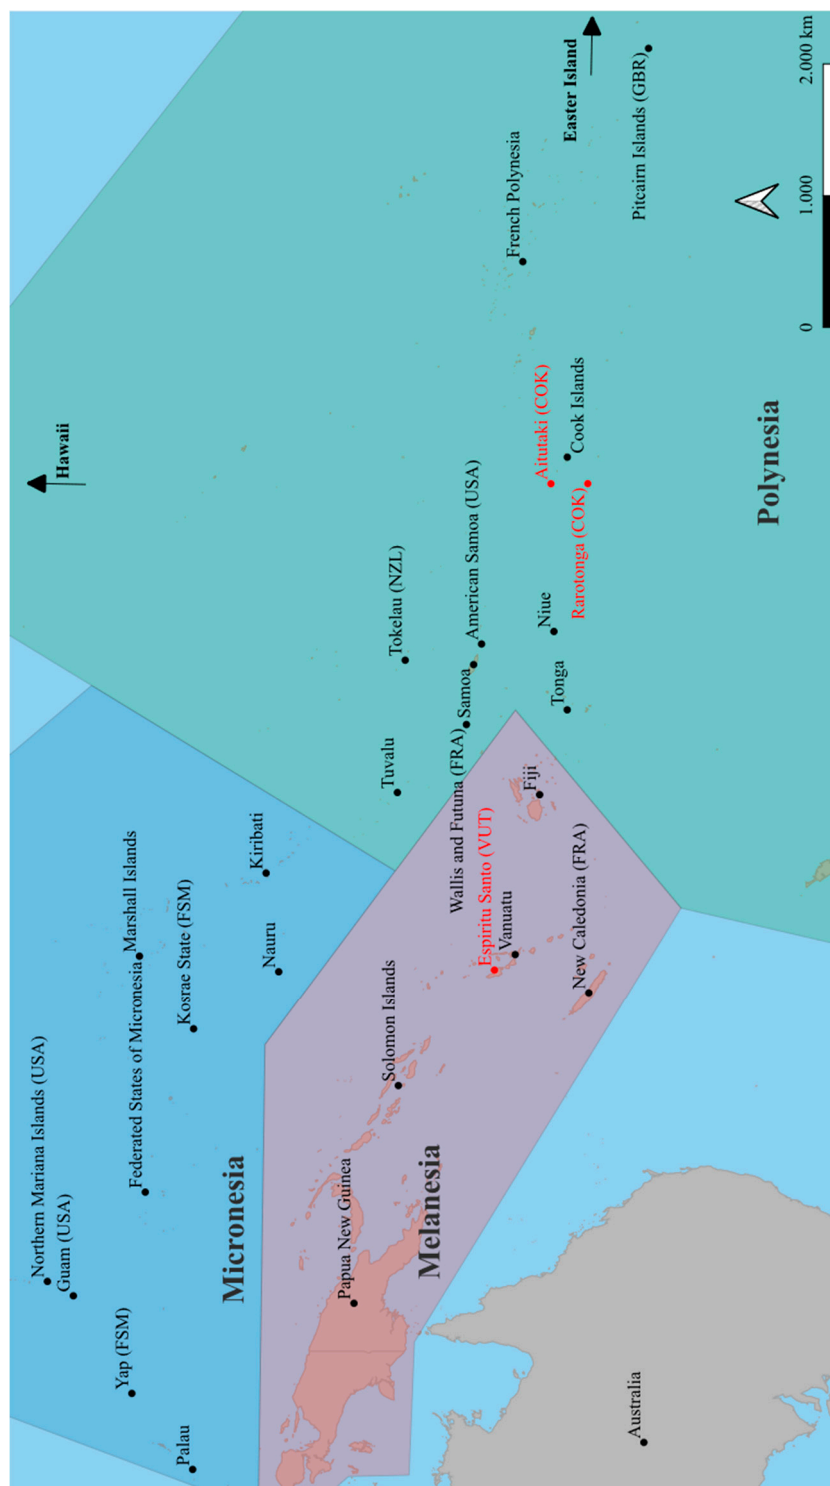 Hawaii
Northern Mariana Islands (USA)
Guam (USA)
Yap (FSM)
Marshall Islands
Federated States of Micronesia
Kosrae State (FSM)
Palau
Micronesia
Kiribati
Nauru
Papua New Guinea
Solomon Islands
Melanesia
Tuvalu
Tokelau (NZL)
Wallis and Futuna (FRA)
Samoa
American Samoa (USA)
Espiritu Santo (VUT)
Vanuatu
Fiji
New Caledonia (FRA)
Tonga
Niue
Aitutaki (COK)
Cook Islands
Rarotonga (COK)
French Polynesia
Easter Island
Pitcairn Islands (GBR)
Australia
Polynesia
0 1.000 2.000 km